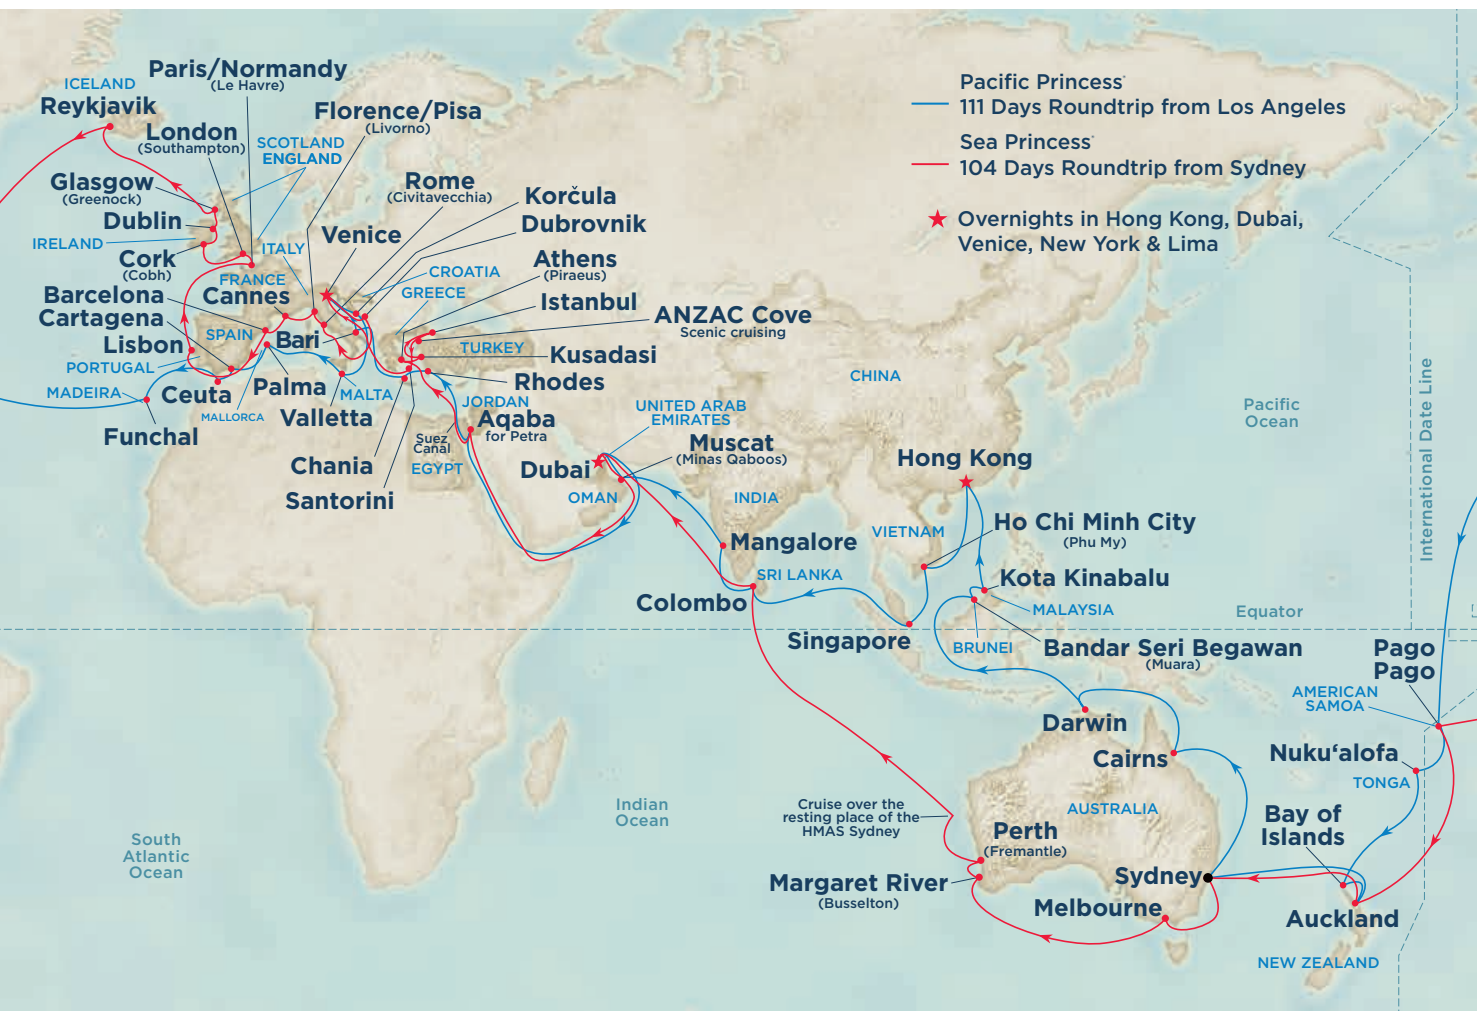 Pacific Princess*
111 Days Roundtrip from Los Angeles
Sea Princess*
104 Days Roundtrip from Sydney
Overnights in Hong Kong, Dubai,
Venice, New York & Lima
ICELAND
Reykjavik
Paris/Normandy
(Le Havre)
London
(Southampton)
Florence/Pisa
(Livorno)
SCOTLAND
ENGLAND
Glasgow
(Greenock)
Dublin
IRELAND
Cork
(Cobh)
Rome
(Civitavecchia)
Korčula
Dubrovnik
Venice
ITALY
Athens
(Piraeus)
CROATIA
GREECE
Istanbul
FRANCE
Cannes
Barcelona
Cartagena
SPAIN
Lisbon
Bari
ANZAC Cove
Scenic cruising
TURKEY
Kusadasi
Rhodes
PORTUGAL
MADEIRA
Ceuta
Palma
MALTA
MALLORCA
Valletta
Funchal
JORDAN
Aqaba
for Petra
Suez
Canal
EGYPT
Chania
Santorini
UNITED ARAB
EMIRATES
Muscat
(Minas Qaboos)
Dubai
OMAN
INDIA
CHINA
Hong Kong
Pacific
Ocean
International Date Line
VIETNAM
Ho Chi Minh City
(Phu My)
Mangalore
SRI LANKA
Colombo
Kota Kinabalu
MALAYSIA
Equator
Singapore
BRUNEI
Bandar Seri Begawan
(Muara)
Pago
Pago
AMERICAN
SAMOA
Darwin
Cairns
Nuku‘alofa
TONGA
Indian
Ocean
Cruise over the
resting place of the
HMAS Sydney
AUSTRALIA
Bay of
Islands
Perth
(Fremantle)
South
Atlantic
Ocean
Margaret River
(Busselton)
Sydney
Melbourne
Auckland
NEW ZEALAND